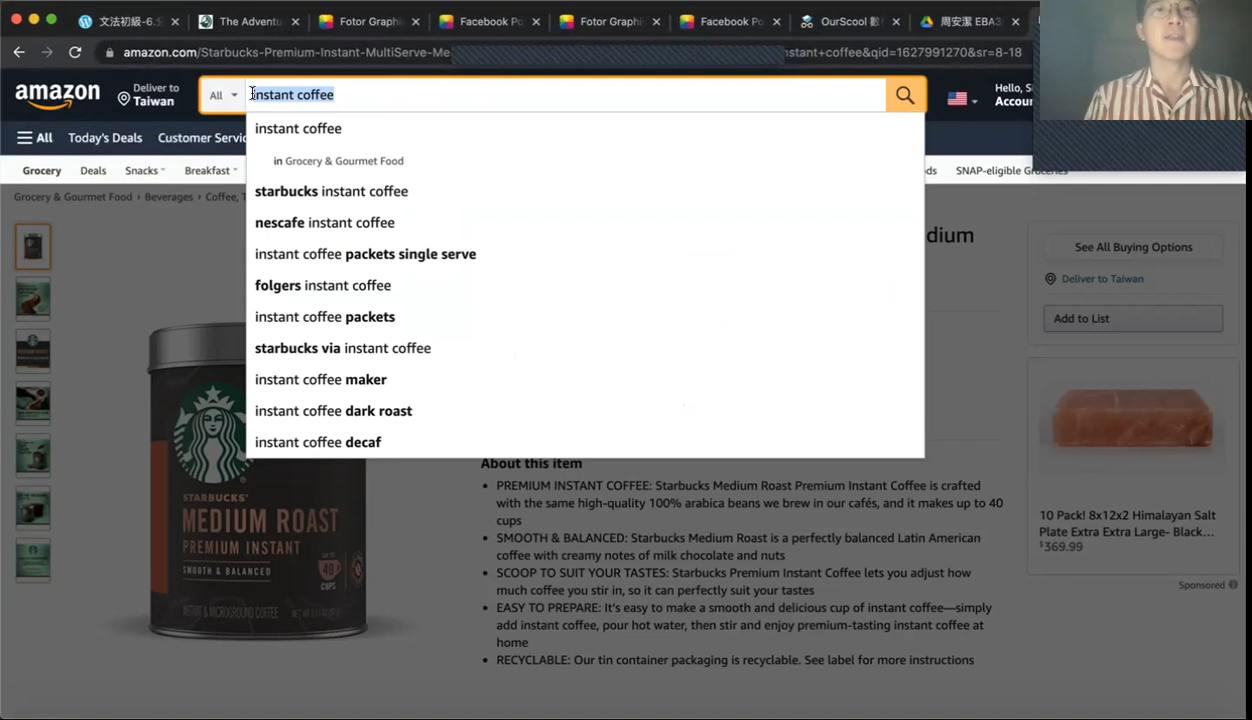 文法初級-6.
The Adventu
Fotor Graphi
Facebook Po
Fotor Graphi
Facebook Po
OurScool 數
周安潔 EBA3
amazon.com/Starbucks-Premium-Instant-MultiServe-Me
nstant+coffee&qid=1627991270&sr=8-18
amazon
Deliver to
Taiwan
All
instant coffee
Hello, S
Accou
All
Today's Deals
Customer Servic
instant coffee
in Grocery & Gourmet Food
starbucks instant coffee
nescafe instant coffee
instant coffee packets single serve
folgers instant coffee
instant coffee packets
starbucks via instant coffee
instant coffee maker
instant coffee dark roast
instant coffee decaf
Grocery
Deals
Snacks
Breakfast
ds
SNAP-eligible Groceries
Grocery & Gourmet Food › Beverages › Coffee, T
dium
See All Buying Options
Deliver to Taiwan
Add to List
STARBUCKS
MEDIUM ROAST
PREMIUM INSTANT
SMOOTH & BALANCED
UP TO
40
CUPS
INSTANT & MICROGROUND COFFEE
About this item
PREMIUM INSTANT COFFEE: Starbucks Medium Roast Premium Instant Coffee is crafted
with the same high-quality 100% arabica beans we brew in our cafés, and it makes up to 40
cups
SMOOTH & BALANCED: Starbucks Medium Roast is a perfectly balanced Latin American
coffee with creamy notes of milk chocolate and nuts
SCOOP TO SUIT YOUR TASTES: Starbucks Premium Instant Coffee lets you adjust how
much coffee you stir in, so it can perfectly suit your tastes
EASY TO PREPARE: It's easy to make a smooth and delicious cup of instant coffee—simply
add instant coffee, pour hot water, then stir and enjoy premium-tasting instant coffee at
home
RECYCLABLE: Our tin container packaging is recyclable. See label for more instructions
10 Pack! 8x12x2 Himalayan Salt
Plate Extra Extra Large- Black...
$369.99
Sponsored